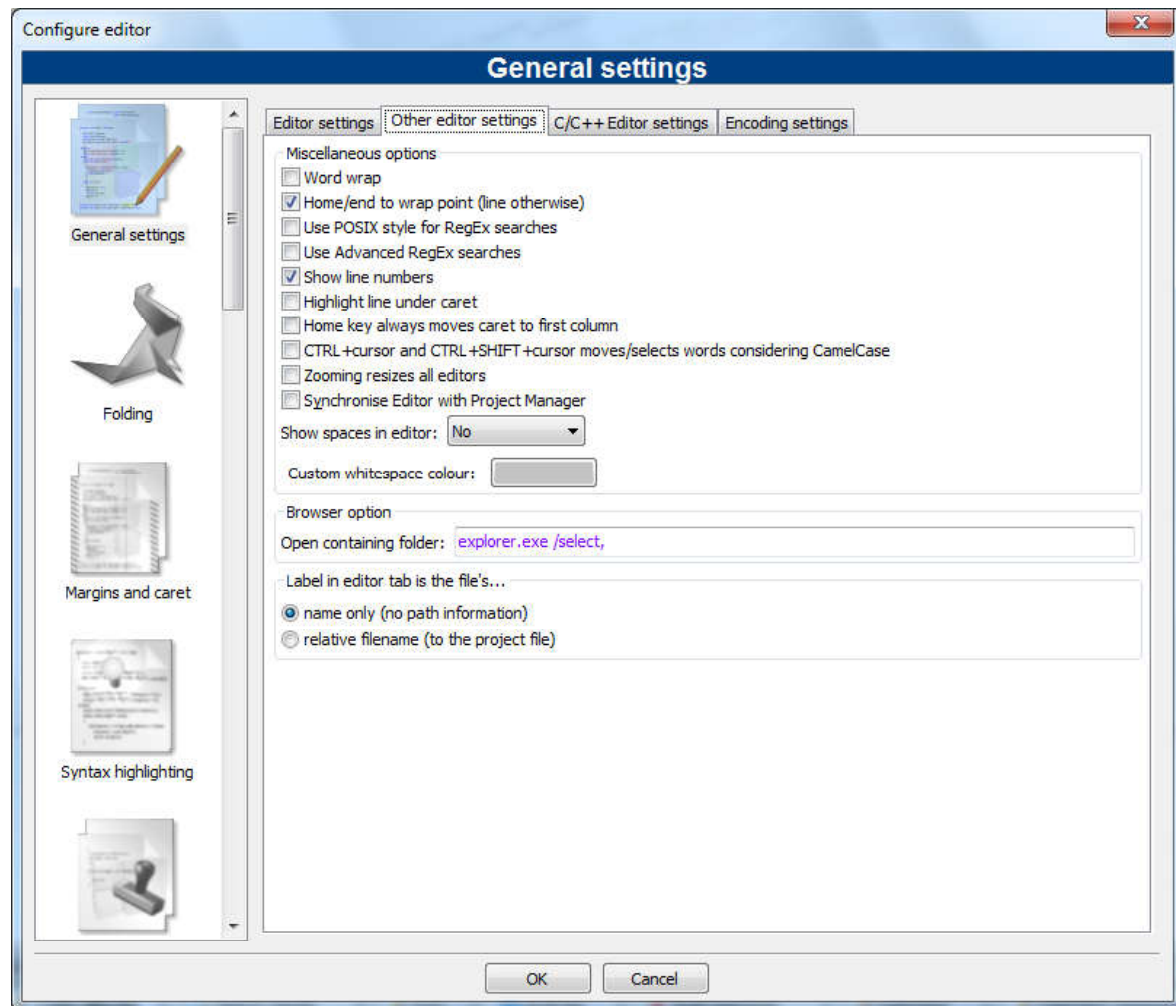 Configure editor
General settings
General settings
Folding
Margins and caret
Syntax highlighting
Editor settings
Other editor settings
C/C++ Editor settings
Encoding settings
Miscellaneous options
Word wrap
Home/end to wrap point (line otherwise)
Use POSIX style for RegEx searches
Use Advanced RegEx searches
Show line numbers
Highlight line under caret
Home key always moves caret to first column
CTRL+cursor and CTRL+SHIFT+cursor moves/selects words considering CamelCase
Zooming resizes all editors
Synchronise Editor with Project Manager
Show spaces in editor: No
Custom whitespace colour:
Browser option
Open containing folder: explorer.exe /select,
Label in editor tab is the file's...
name only (no path information)
relative filename (to the project file)
OK
Cancel